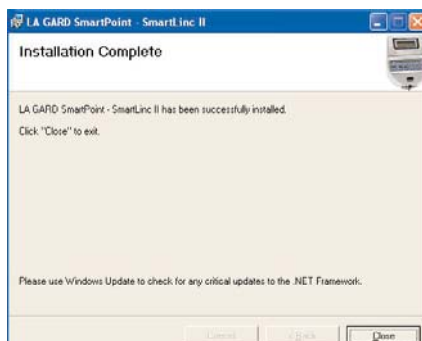 LA GARD SmartPoint - SmartLinc II
Installation Complete
LA GARD SmartPoint - SmartLinc II has been successfully installed.
Click "Close" to exit.
Please use Windows Update to check for any critical updates to the .NET Framework.
Cancel < Back Close